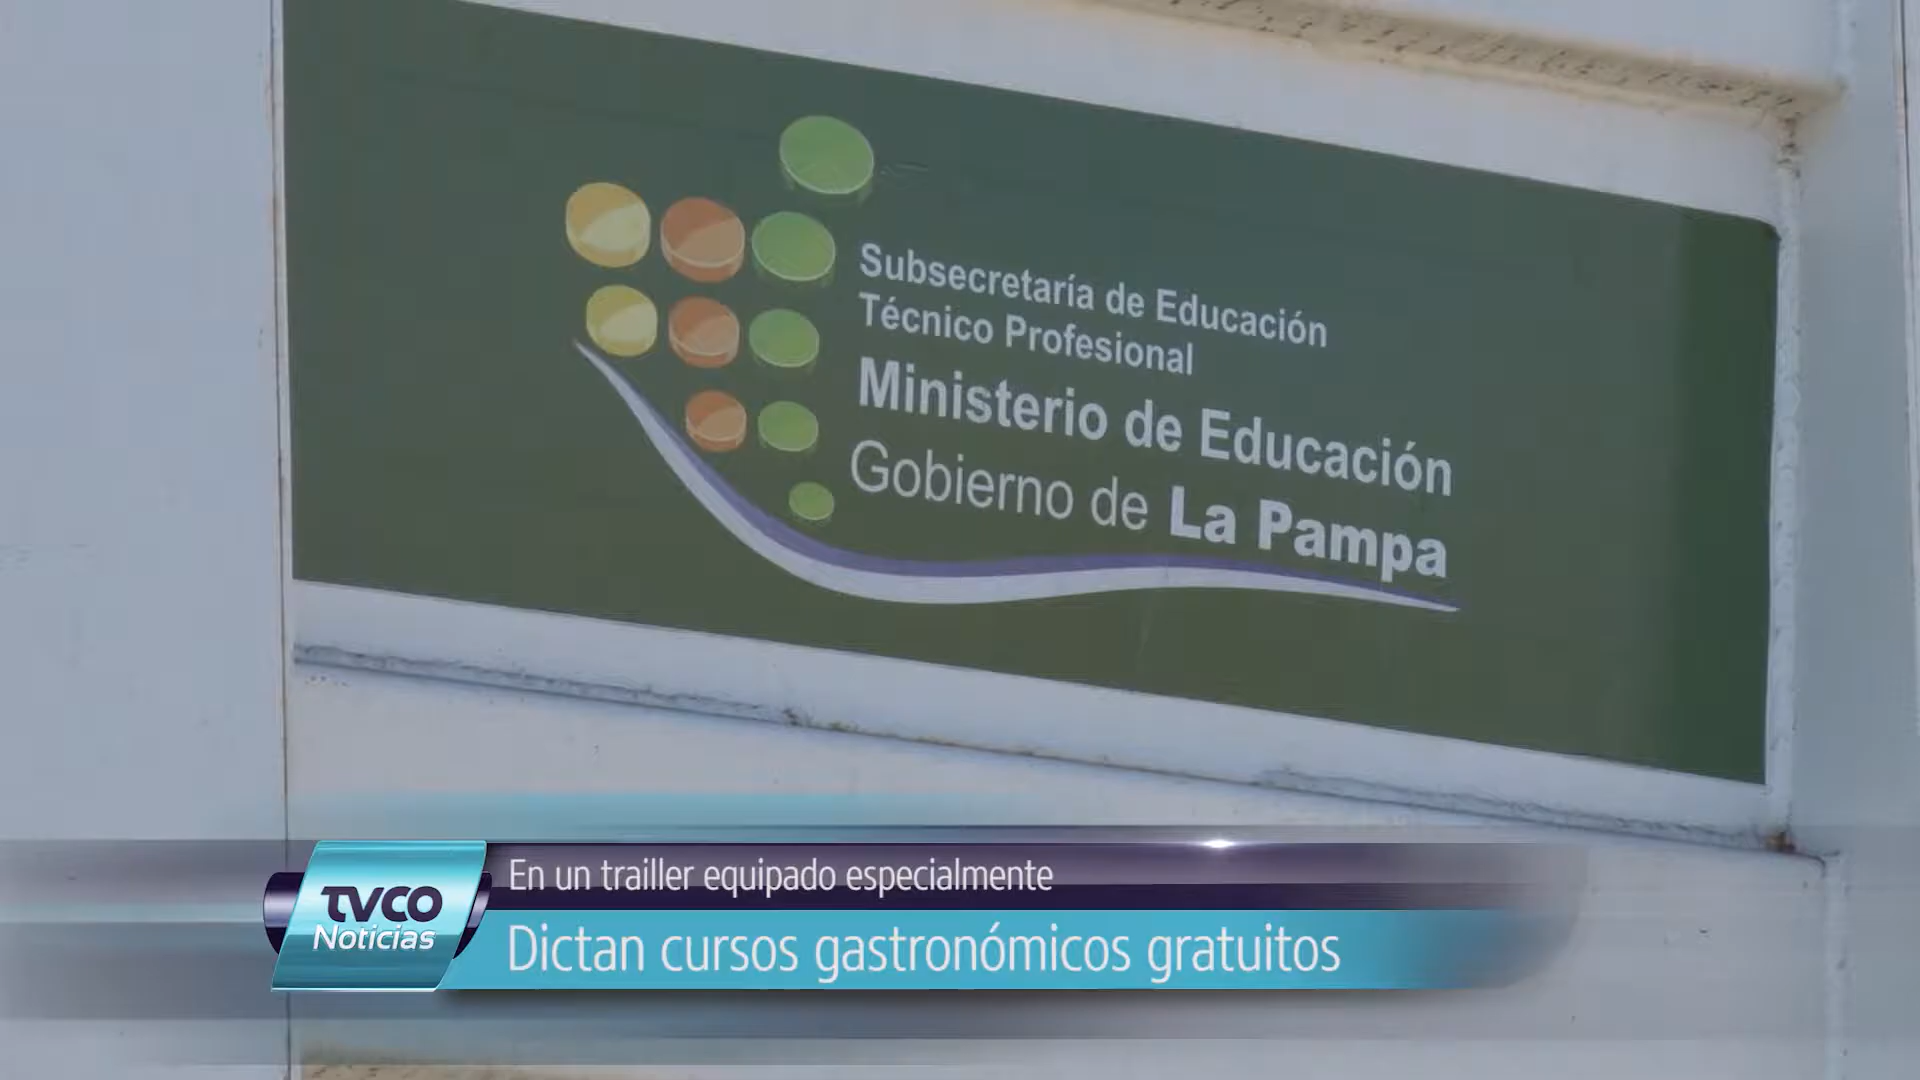 Subsecretaría de Educación
Técnico Profesional
Ministerio de Educación
Gobierno de La Pampa
En un trailler equipado especialmente
TVCO
Noticias
Dictan cursos gastronómicos gratuitos